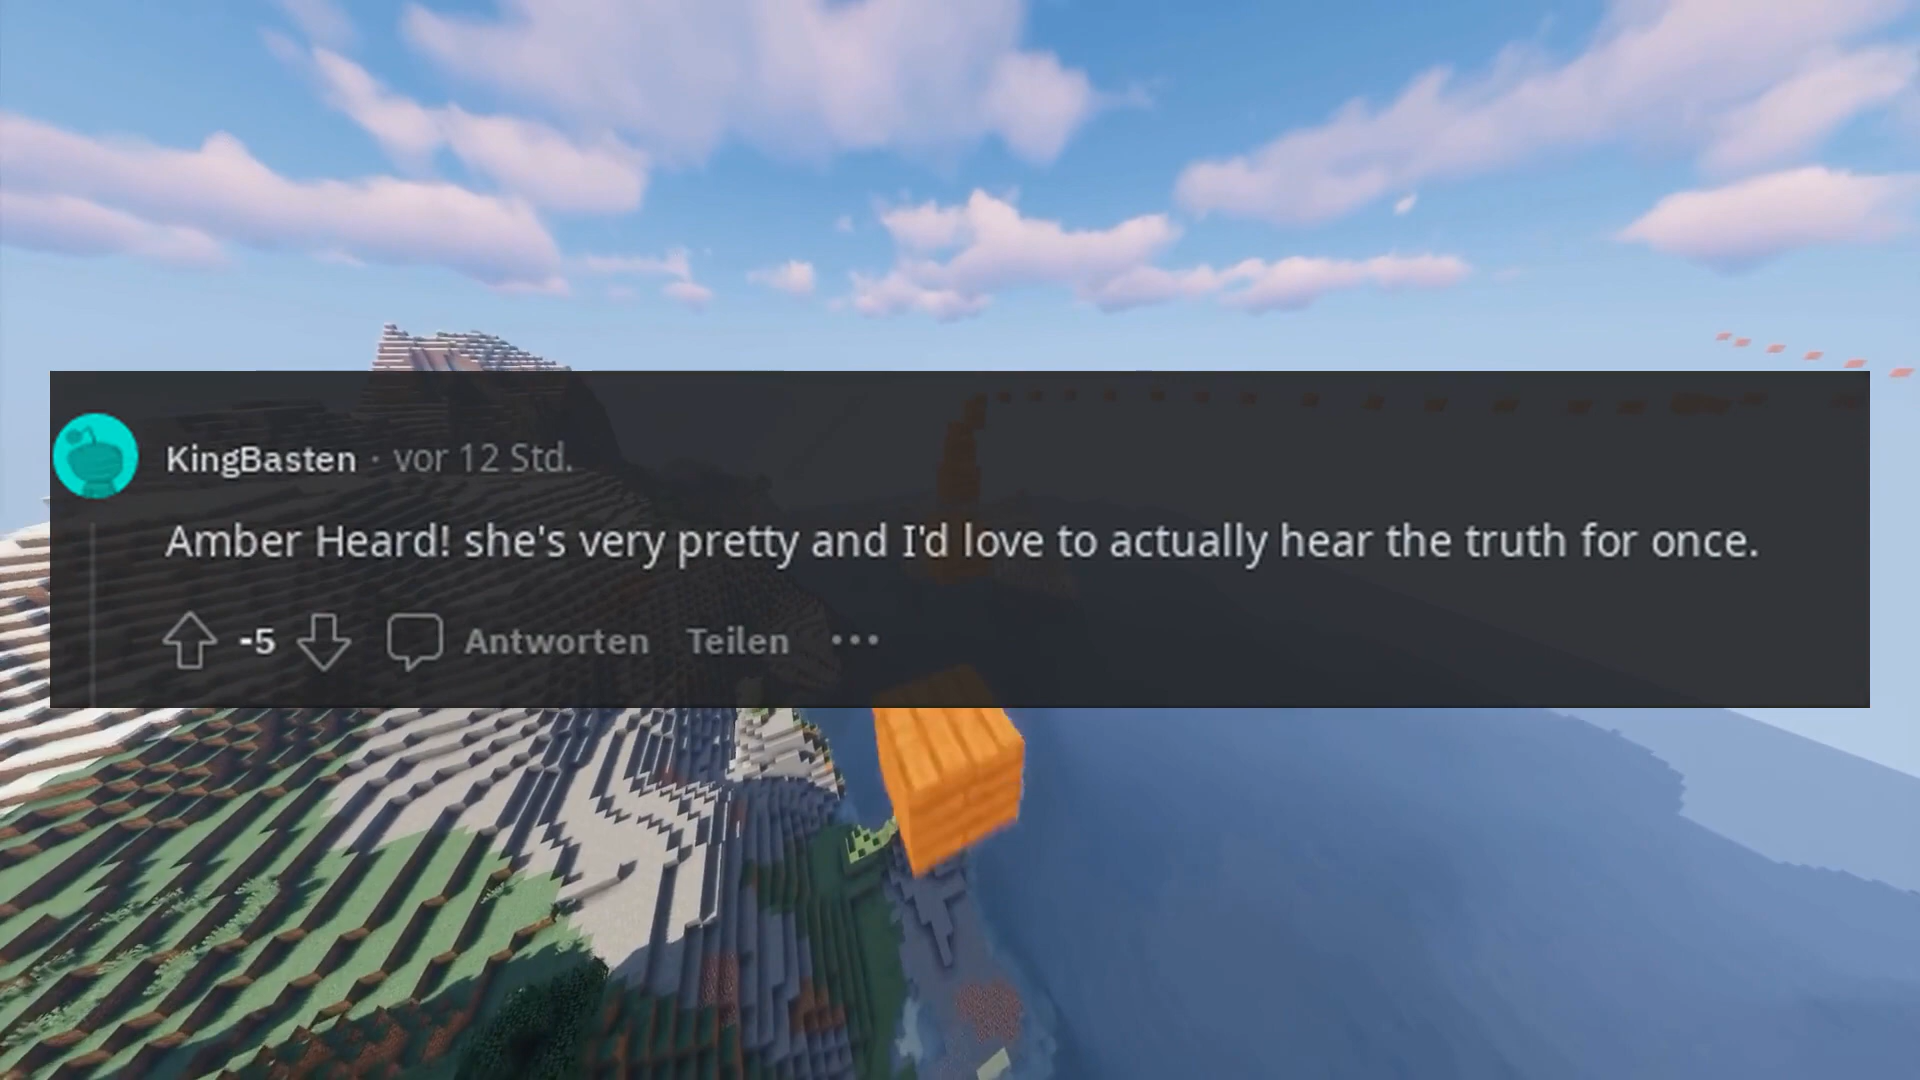 KingBasten · vor 12 Std.
Amber Heard! she's very pretty and I'd love to actually hear the truth for once.
-5 Antworten Teilen ...